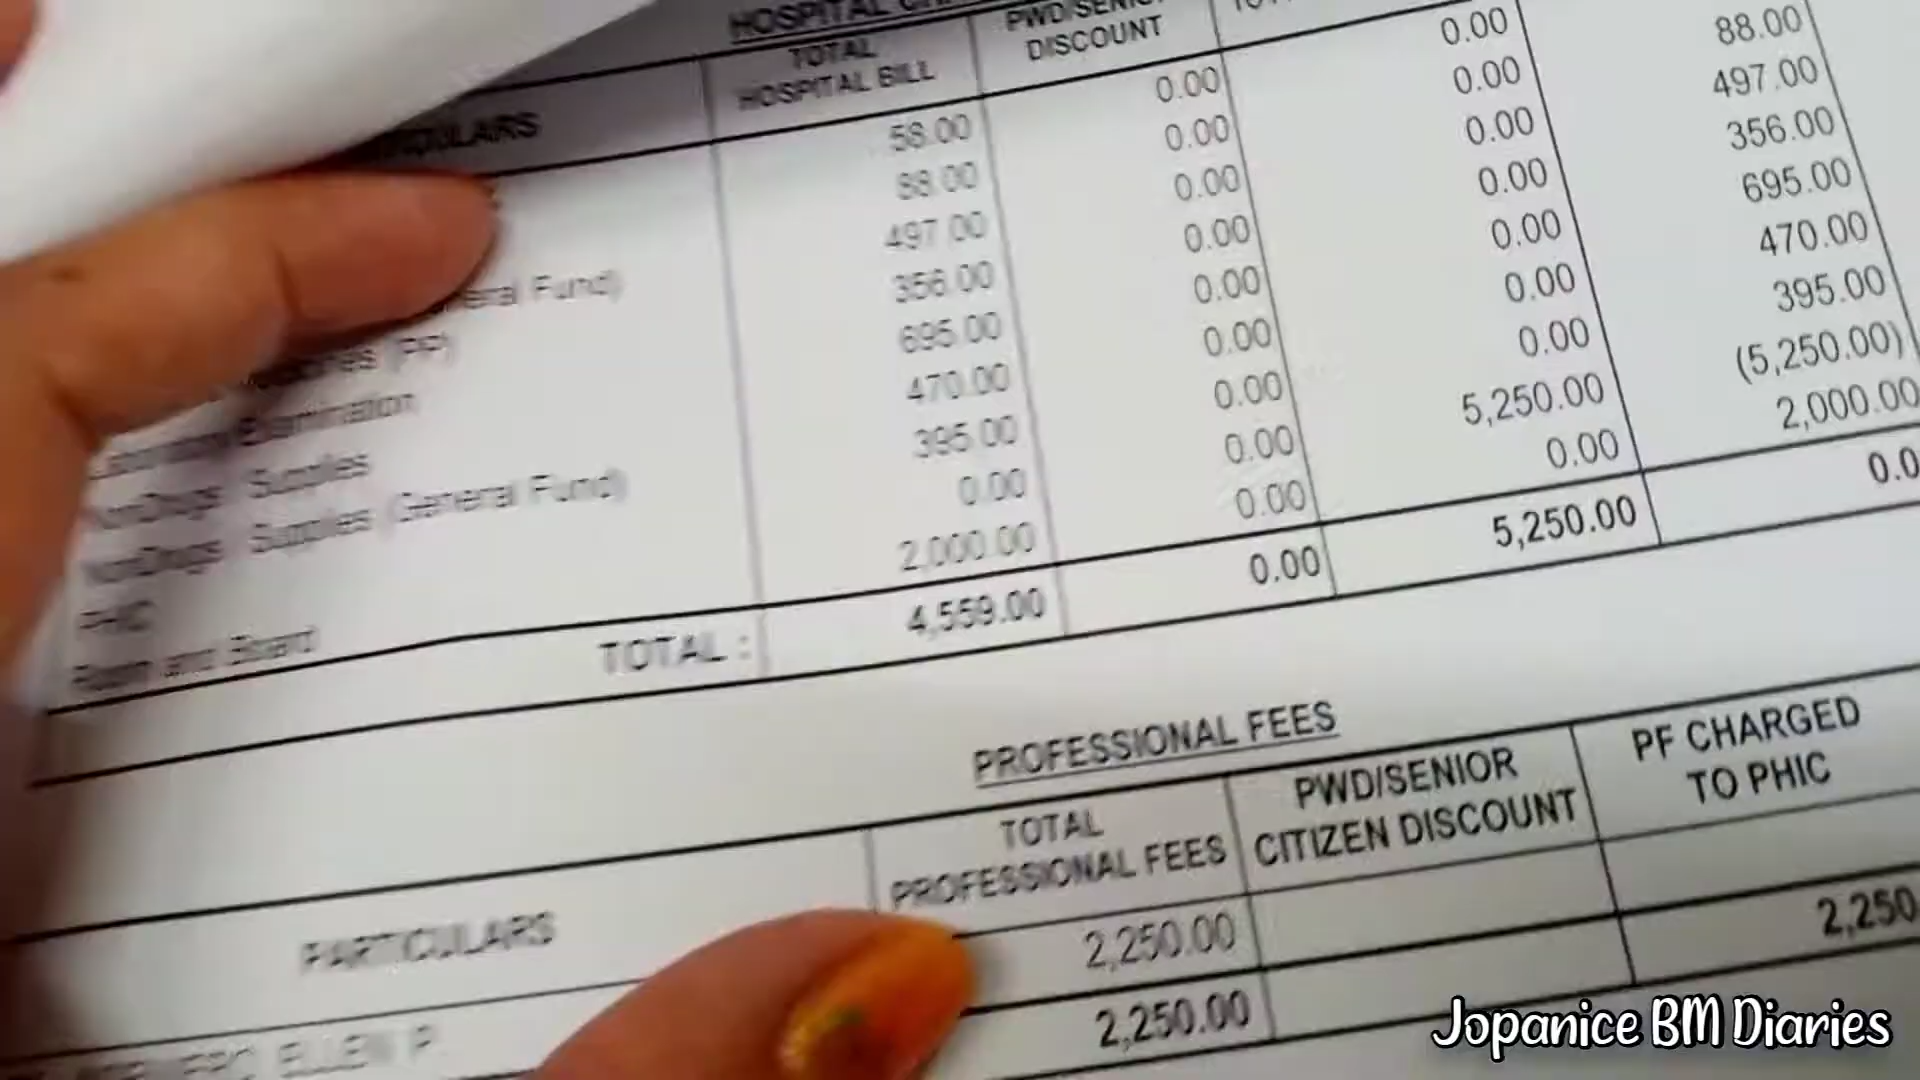 HOSPITAL
TOTAL
HOSPITAL BILL
DISCOUNT
58.00 0.00 0.00 88.00
88.00 0.00 0.00 497.00
497.00 0.00 0.00 356.00
356.00 0.00 0.00 695.00
695.00 0.00 0.00 470.00
470.00 0.00 0.00 395.00
395.00 0.00 0.00 (5,250.00)
0.00 0.00 5,250.00 2,000.00
2,000.00 0.00 0.00
TOTAL : 4,559.00 0.00 5,250.00
Fund)
(PP)
Examination
NonDrugs Supplies
NonDrugs Supplies (General Fund)
PHIC
Room and Board
PROFESSIONAL FEES
PARTICULARS
TOTAL
PROFESSIONAL FEES
PWD/SENIOR
CITIZEN DISCOUNT
PF CHARGED
TO PHIC
ELLEN P.
2,250.00
2,250.00 2,250
Jopanice BM Diaries